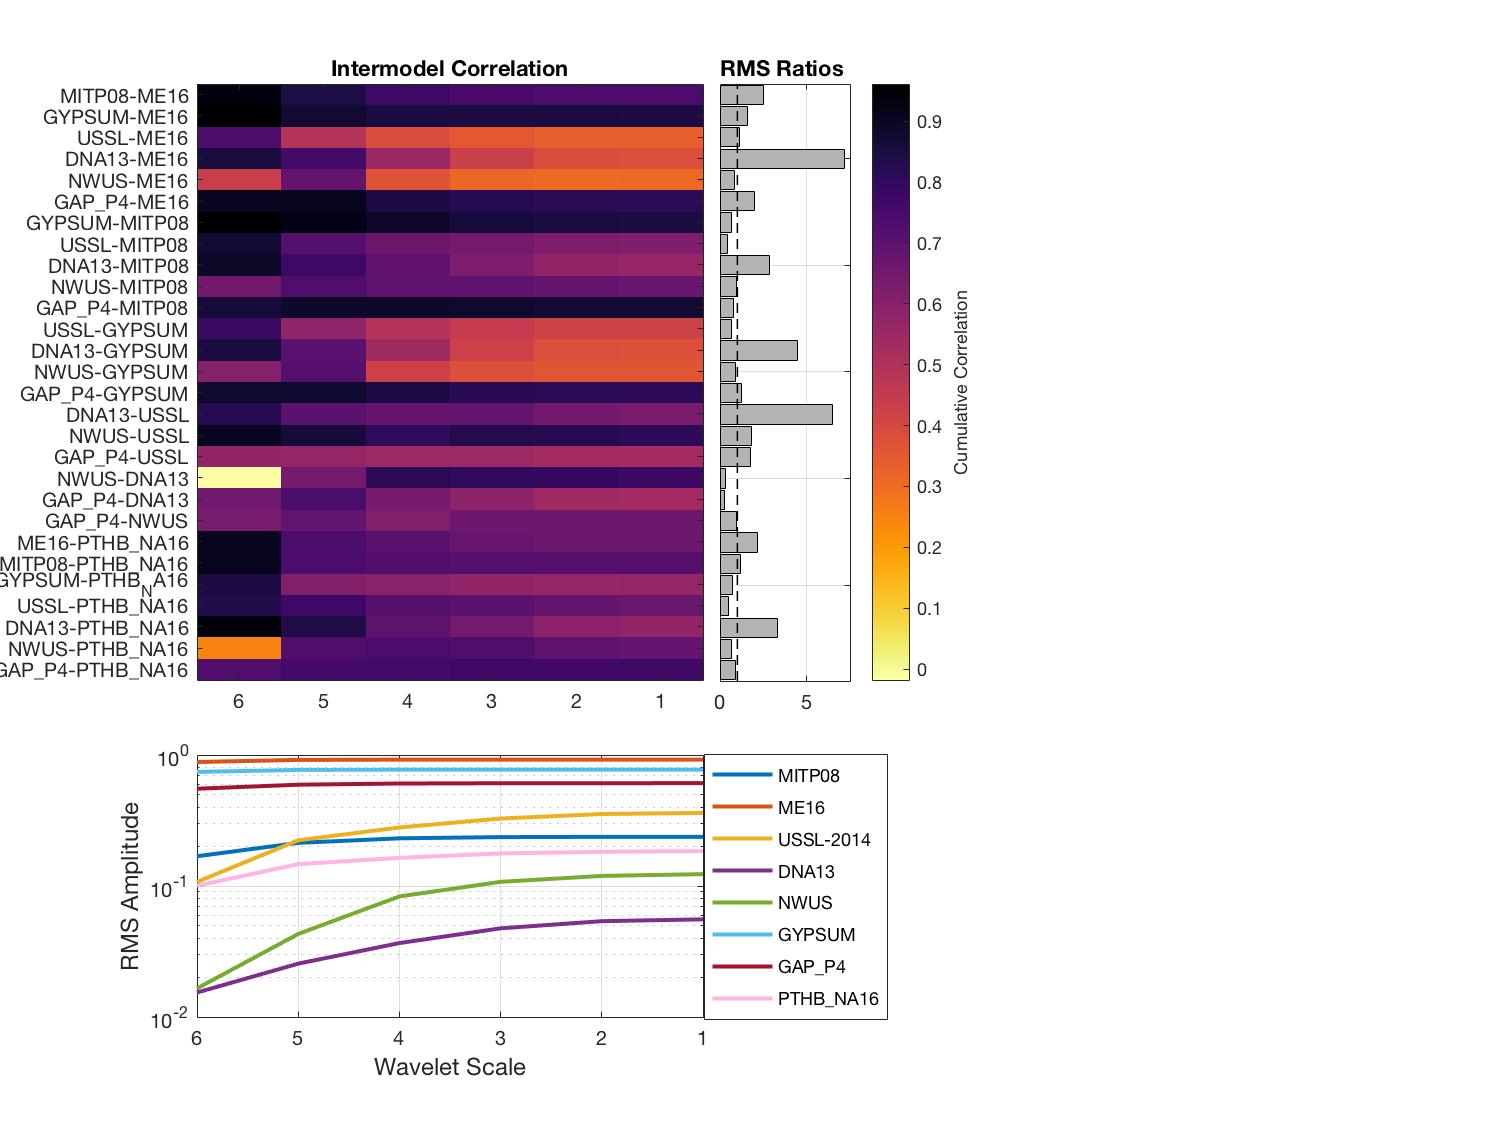 Intermodel Correlation
RMS Ratios
MITP08-ME16
GYPSUM-ME16
USSL-ME16
DNA13-ME16
NWUS-ME16
GAP_P4-ME16
GYPSUM-MITP08
USSL-MITP08
DNA13-MITP08
NWUS-MITP08
GAP_P4-MITP08
USSL-GYPSUM
DNA13-GYPSUM
NWUS-GYPSUM
GAP_P4-GYPSUM
DNA13-USSL
NWUS-USSL
GAP_P4-USSL
NWUS-DNA13
GAP_P4-DNA13
GAP_P4-NWUS
ME16-PTHB_NA16
MITP08-PTHB_NA16
GYPSUM-PTHB_NA16
USSL-PTHB_NA16
DNA13-PTHB_NA16
NWUS-PTHB_NA16
GAP_P4-PTHB_NA16
6 5 4 3 2 1
0 5
0.9
0.8
0.7
0.6
0.5
0.4
0.3
0.2
0.1
0
Cumulative Correlation
10^0
10^-1
10^-2
RMS Amplitude
6 5 4 3 2 1
Wavelet Scale
MITP08
ME16
USSL-2014
DNA13
NWUS
GYPSUM
GAP_P4
PTHB_NA16